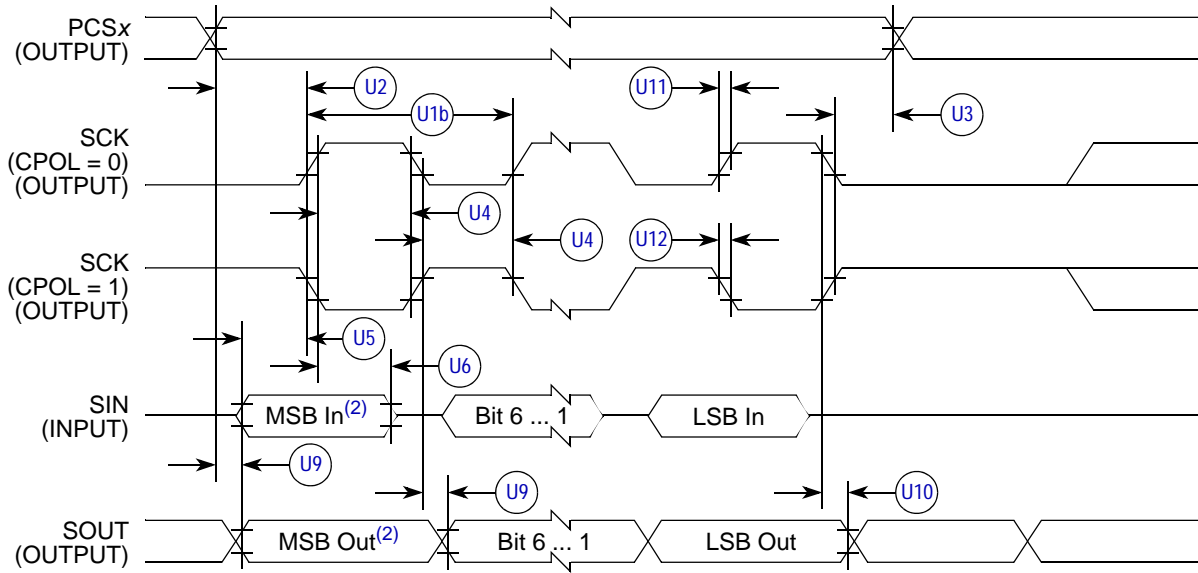 PCSx
(OUTPUT)
U2
U11
U1b
U3
SCK
(CPOL = 0)
(OUTPUT)
U4
U4
U12
SCK
(CPOL = 1)
(OUTPUT)
U5
U6
SIN
(INPUT)
MSB In(2)
Bit 6 ... 1
LSB In
U9
U9
U10
SOUT
(OUTPUT)
MSB Out(2)
Bit 6 ... 1
LSB Out